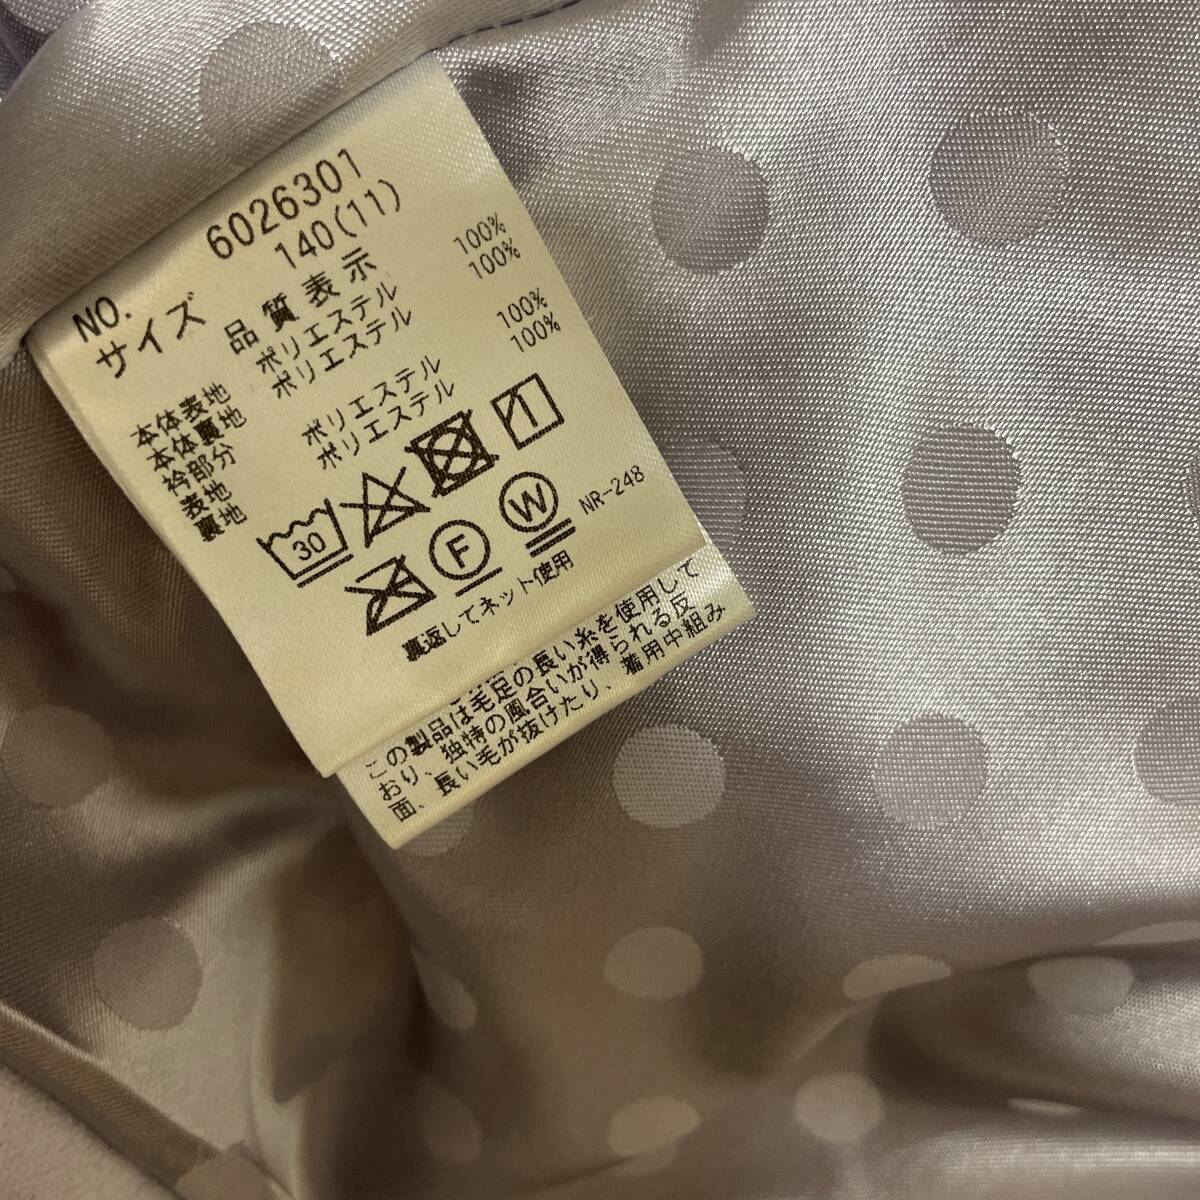 NO. 6026301
サイズ 140(11)
品質表示
本体表地 ポリエステル 100%
本体裏地 ポリエステル 100%
衿部分
表地 ポリエステル 100%
裏地 ポリエステル 100%
30
1
F
W
NR-248
裏返してネット使用
この製品は毛足の長い糸を使用して
おり、独特の風合いが得られる反
面、長い毛が抜けたり、着用中組み